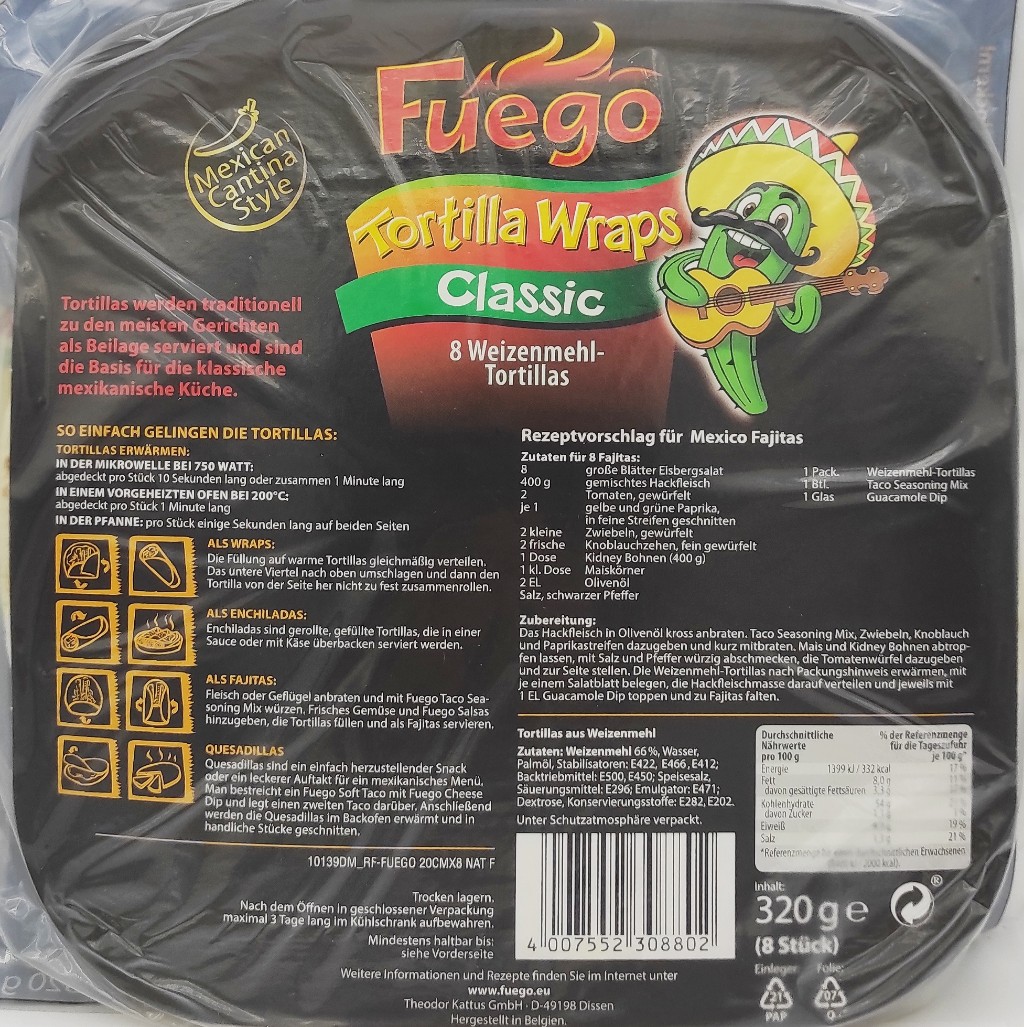 Fuego
Mexican
Cantina
Style
Tortilla Wraps
Classic
8 Weizenmehl-
Tortillas
Tortillas werden traditionell
zu den meisten Gerichten
als Beilage serviert und sind
die Basis für die klassische
mexikanische Küche.
SO EINFACH GELINGEN DIE TORTILLAS:
TORTILLAS ERWÄRMEN:
IN DER MIKROWELLE BEI 750 WATT:
abgedeckt pro Stück 10 Sekunden lang oder zusammen 1 Minute lang
IN EINEM VORGEHEIZTEN OFEN BEI 200°C:
abgedeckt pro Stück 1 Minute lang
IN DER PFANNE: pro Stück einige Sekunden lang auf beiden Seiten
ALS WRAPS:
Die Füllung auf warme Tortillas gleichmäßig verteilen.
Das untere Viertel nach oben umschlagen und dann den
Tortilla von der Seite her nicht zu fest zusammenrollen.
ALS ENCHILADAS:
Enchiladas sind gerollte, gefüllte Tortillas, die in einer
Sauce oder mit Käse überbacken serviert werden.
ALS FAJITAS:
Fleisch oder Geflügel anbraten und mit Fuego Taco Sea-
soning Mix würzen. Frisches Gemüse und Fuego Salsas
hinzugeben, die Tortillas füllen und als Fajitas servieren.
QUESADILLAS
Quesadillas sind ein einfach herzustellender Snack
oder ein leckerer Auftakt für ein mexikanisches Menü.
Man bestreicht ein Fuego Soft Taco mit Fuego Cheese
Dip und legt einen zweiten Taco darüber. Anschließend
werden die Quesadillas im Backofen erwärmt und in
handliche Stücke geschnitten.
10139DM_RF-FUEGO 20CMX8 NAT F
Trocken lagern.
Nach dem Öffnen in geschlossener Verpackung
maximal 3 Tage lang im Kühlschrank aufbewahren.
Mindestens haltbar bis:
siehe Vorderseite
Rezeptvorschlag für Mexico Fajitas
Zutaten für 8 Fajitas:
8 große Blätter Eisbergsalat
400 g gemischtes Hackfleisch
2 Tomaten, gewürfelt
je 1 gelbe und grüne Paprika,
in feine Streifen geschnitten
2 kleine Zwiebeln, gewürfelt
2 frische Knoblauchzehen, fein gewürfelt
1 Dose Kidney Bohnen (400 g)
1 kl. Dose Maiskörner
2 EL Olivenöl
Salz, schwarzer Pfeffer
1 Pack. Weizenmehl-Tortillas
1 Btl. Taco Seasoning Mix
1 Glas Guacamole Dip
Zubereitung:
Das Hackfleisch in Olivenöl kross anbraten. Taco Seasoning Mix, Zwiebeln, Knoblauch
und Paprikastreifen dazugeben und kurz mitbraten. Mais und Kidney Bohnen abtrop-
fen lassen, mit Salz und Pfeffer würzig abschmecken, die Tomatenwürfel dazugeben
und zur Seite stellen. Die Weizenmehl-Tortillas nach Packungshinweis erwärmen, mit
je einem Salatblatt belegen, die Hackfleischmasse darauf verteilen und jeweils mit
1 EL Guacamole Dip toppen und zu Fajitas falten.
Tortillas aus Weizenmehl
Zutaten: Weizenmehl 66 %, Wasser,
Palmöl, Stabilisatoren: E422, E466, E412;
Backtriebmittel: E500, E450; Speisesalz,
Säuerungsmittel: E296; Emulgator: E471;
Dextrose, Konservierungsstoffe: E282, E202.
Unter Schutzatmosphäre verpackt.
Durchschnittliche
Nährwerte
pro 100 g
% der Referenzmenge
für die Tageszufuhr
je 100 g*
Energie 1399 kJ / 332 kcal 17 %
Fett 8,0 g
davon gesättigte Fettsäuren
Kohlenhydrate
davon Zucker
Eiweiß 19 %
Salz 21 %
*Referenzmenge für einen durchschnittlichen Erwachsenen
4 007552 308802
Inhalt:
320 g e
(8 Stück)
®
Einleger Folie:
21 07
PAP O
Weitere Informationen und Rezepte finden Sie im Internet unter
www.fuego.eu
Theodor Kattus GmbH · D-49198 Dissen
Hergestellt in Belgien.